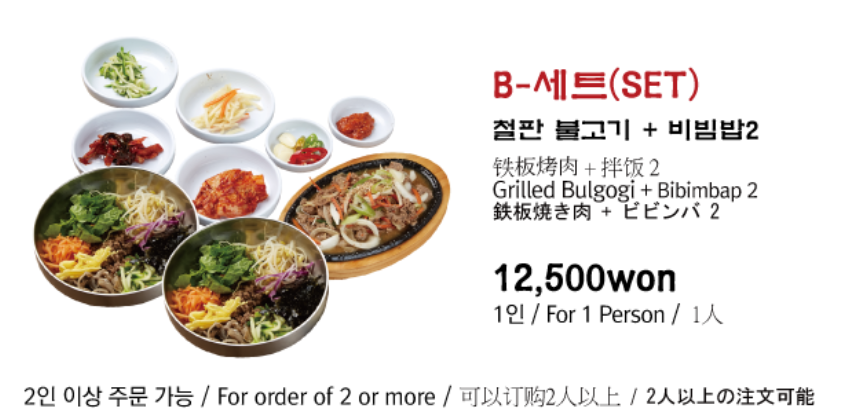 B-세트(SET)
철판 불고기 + 비빔밥2
铁板烤肉 + 拌饭 2
Grilled Bulgogi + Bibimbap 2
鉄板焼き肉 + ビビンバ 2
12,500won
1인 / For 1 Person / 1人
2인 이상 주문 가능 / For order of 2 or more / 可以订购2人以上 / 2人以上の注文可能